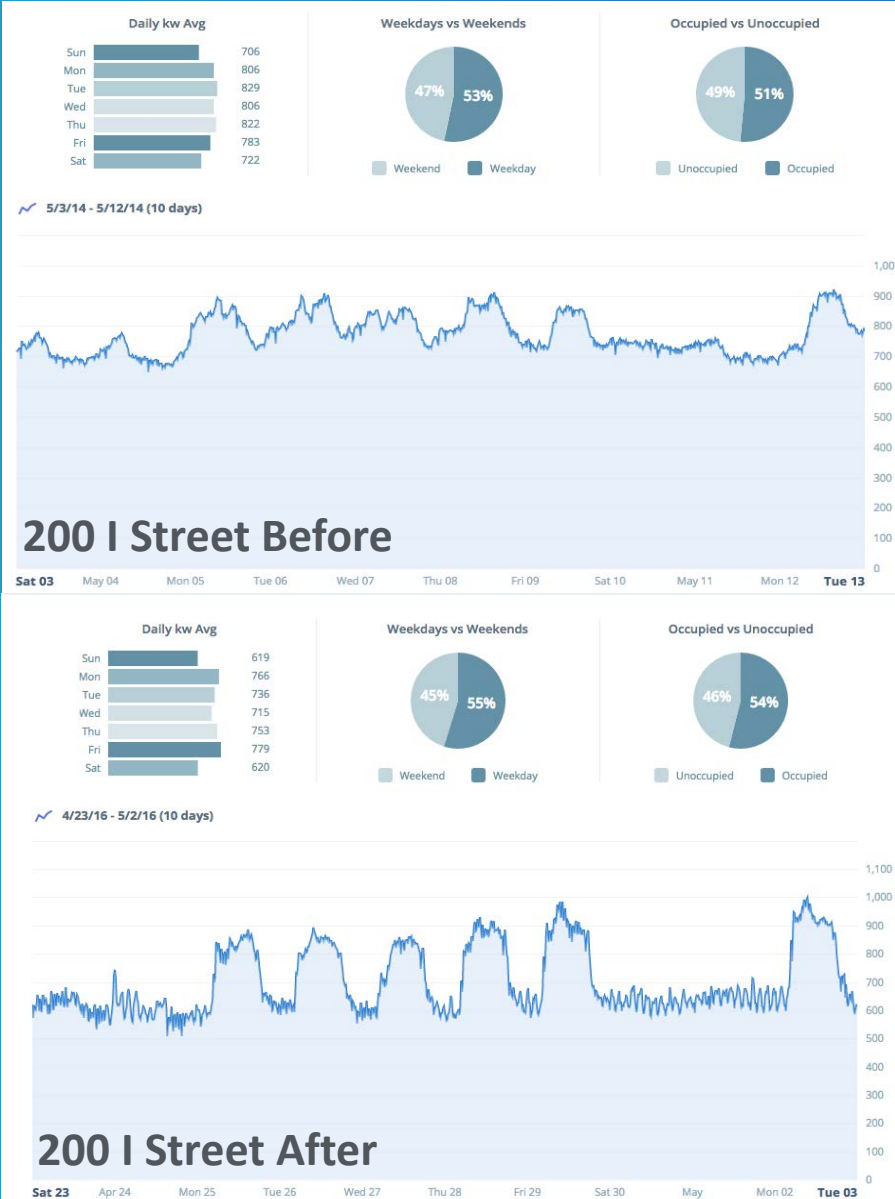 Daily kw Avg
Weekdays vs Weekends
Occupied vs Unoccupied
Sun 706
Mon 806
Tue 829
Wed 806
Thu 822
Fri 783
Sat 722
47% 53%
49% 51%
Weekend Weekday
Unoccupied Occupied
5/3/14 - 5/12/14 (10 days)
1,00
900
800
700
600
500
400
300
200
100
0
200 I Street Before
Sat 03 May 04 Mon 05 Tue 06 Wed 07 Thu 08 Fri 09 Sat 10 May 11 Mon 12 Tue 13
Daily kw Avg
Weekdays vs Weekends
Occupied vs Unoccupied
Sun 619
Mon 766
Tue 736
Wed 715
Thu 753
Fri 779
Sat 620
45% 55%
46% 54%
Weekend Weekday
Unoccupied Occupied
4/23/16 - 5/2/16 (10 days)
1,100
1,000
900
800
700
600
500
400
300
200
100
0
200 I Street After
Sat 23 Apr 24 Mon 25 Tue 26 Wed 27 Thu 28 Fri 29 Sat 30 May Mon 02 Tue 03